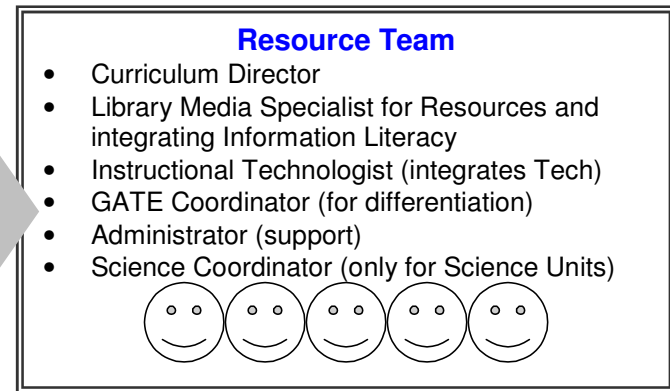 Resource Team
• Curriculum Director
• Library Media Specialist for Resources and
integrating Information Literacy
• Instructional Technologist (integrates Tech)
• GATE Coordinator (for differentiation)
• Administrator (support)
• Science Coordinator (only for Science Units)